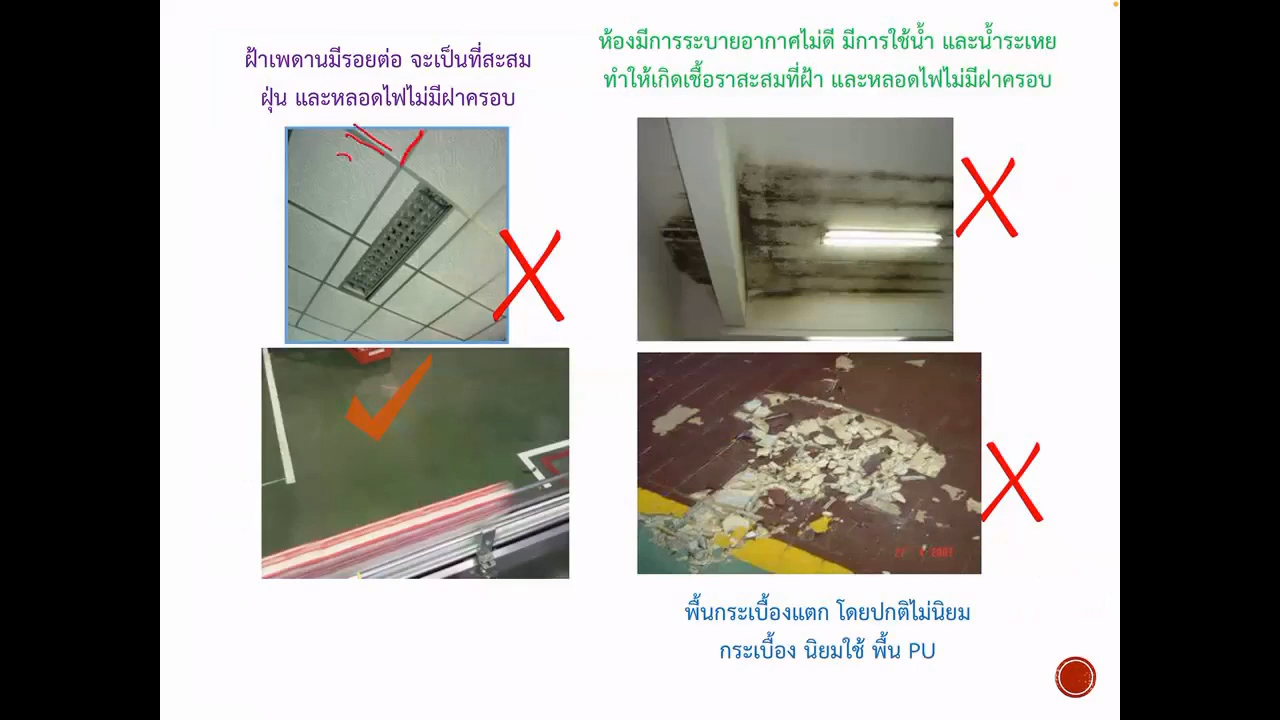 ฝ้าเพดานมีรอยต่อ จะเป็นที่สะสม
ฝุ่น และหลอดไฟไม่มีฝาครอบ
ห้องมีการระบายอากาศไม่ดี มีการใช้น้ำ และน้ำระเหย
ทำให้เกิดเชื้อราสะสมที่ฝ้า และหลอดไฟไม่มีฝาครอบ
พื้นกระเบื้องแตก โดยปกติไม่นิยม
กระเบื้อง นิยมใช้ พื้น PU